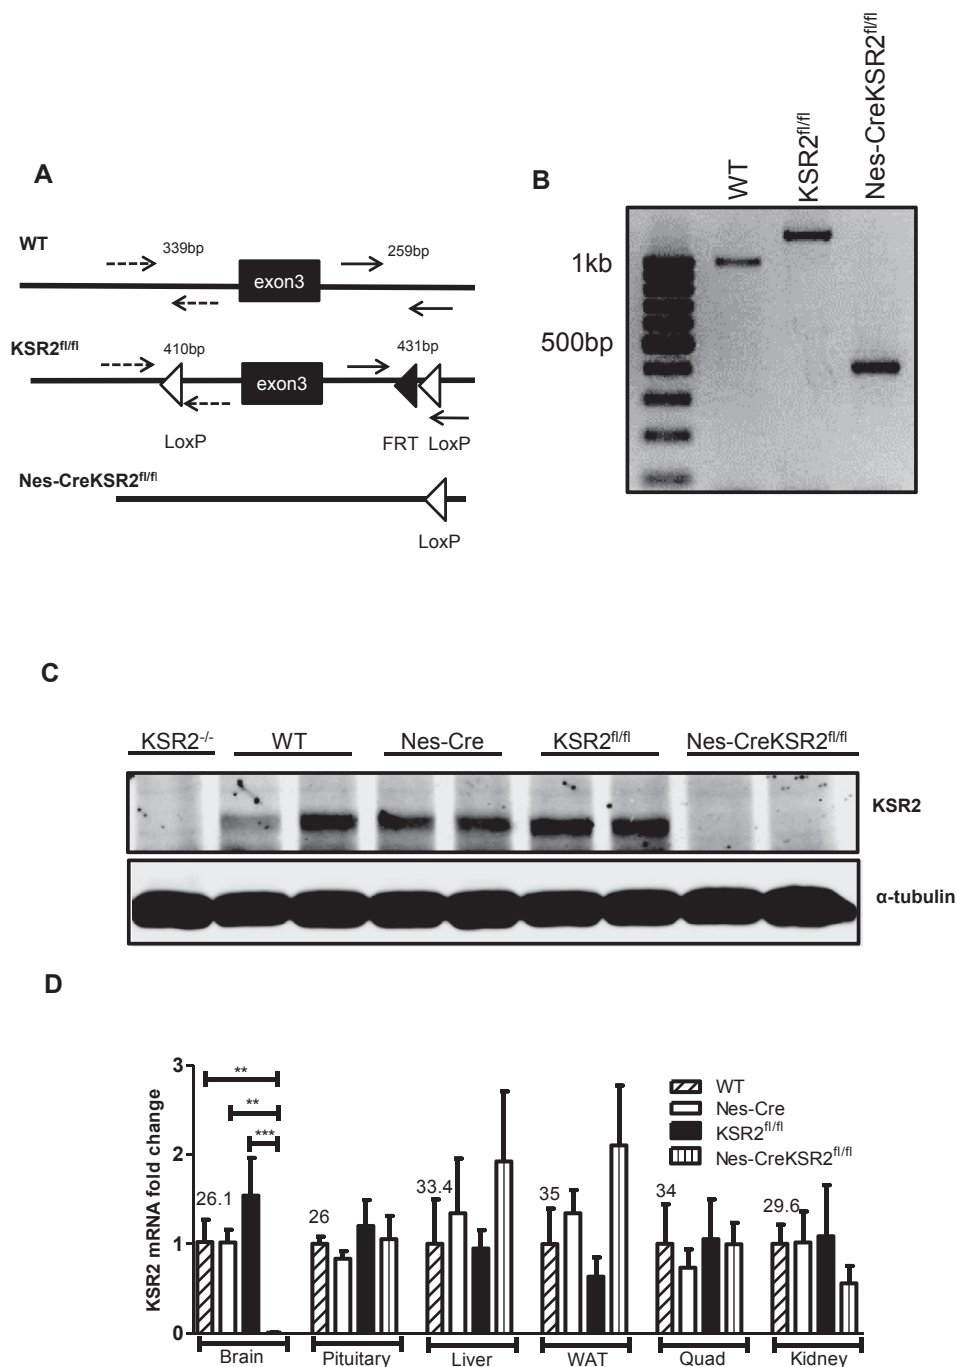 A
WT
339bp
259bp
exon3
KSR2fl/fl
410bp
431bp
exon3
LoxP
FRT LoxP
Nes-CreKSR2fl/fl
LoxP
B
WT
KSR2fl/fl
Nes-CreKSR2fl/fl
1kb
500bp
C
KSR2-/- WT Nes-Cre KSR2fl/fl Nes-CreKSR2fl/fl
KSR2
α-tubulin
D
KSR2 mRNA fold change
3
2
1
0
**
**
***
26.1
26
33.4
35
34
29.6
WT
Nes-Cre
KSR2fl/fl
Nes-CreKSR2fl/fl
Brain Pituitary Liver WAT Quad Kidney